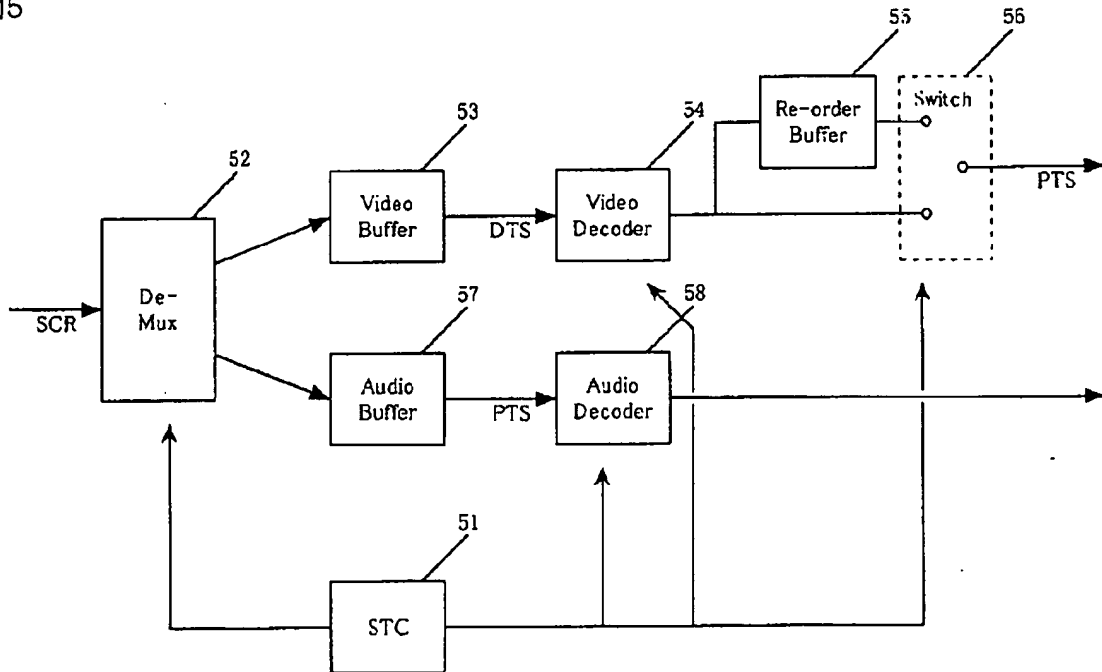 15
55
56
53
54
Re-order
Buffer
Switch
52
PTS
Video
Buffer
DTS
Video
Decoder
De-
Mux
SCR
57
58
Audio
Buffer
PTS
Audio
Decoder
51
STC